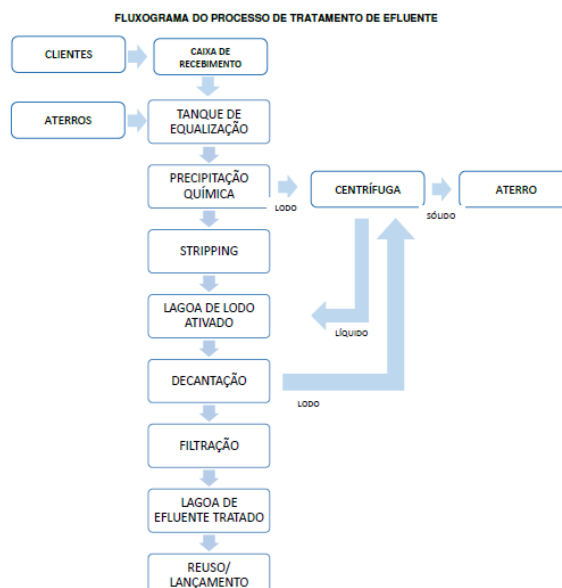 FLUXOGRAMA DO PROCESSO DE TRATAMENTO DE EFLUENTE
CLIENTES
CAIXA DE
RECEBIMENTO
ATERROS
TANQUE DE
EQUALIZAÇÃO
PRECIPITAÇÃO
QUÍMICA
LODO
CENTRÍFUGA
SÓLIDO
ATERRO
STRIPPING
LAGOA DE LODO
ATIVADO
LÍQUIDO
DECANTAÇÃO
LODO
FILTRAÇÃO
LAGOA DE
EFLUENTE TRATADO
REUSO/
LANÇAMENTO